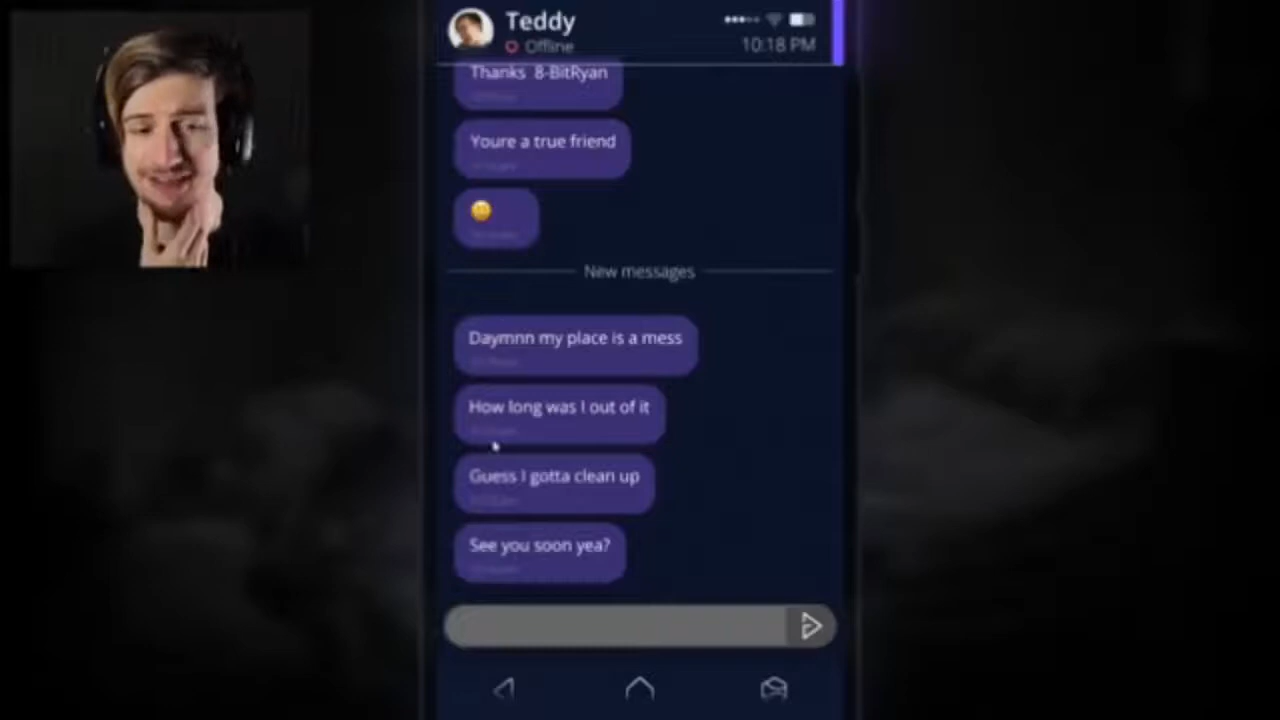 Teddy
Offline
10:18 PM
Thanks 8-BitRyan
Youre a true friend
New messages
Daymnn my place is a mess
How long was I out of it
Guess I gotta clean up
See you soon yea?